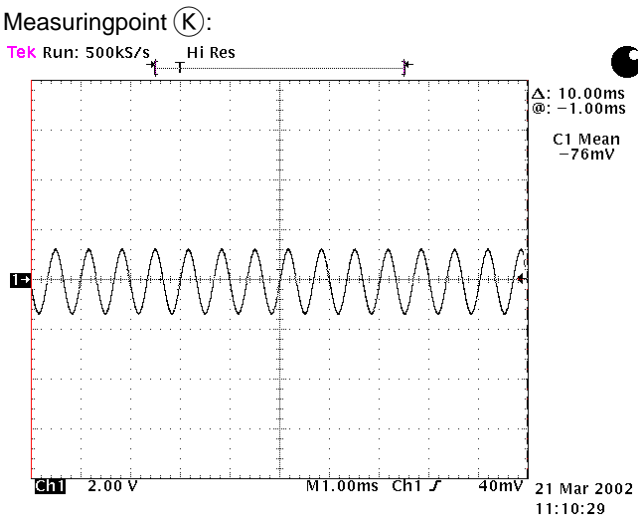 Measuringpoint K:
Tek Run: 500kS/s Hi Res
T
Δ: 10.00ms
@: −1.00ms
C1 Mean
−76mV
1→
Ch1 2.00 V M1.00ms Ch1 ƒ 40mV
21 Mar 2002
11:10:29